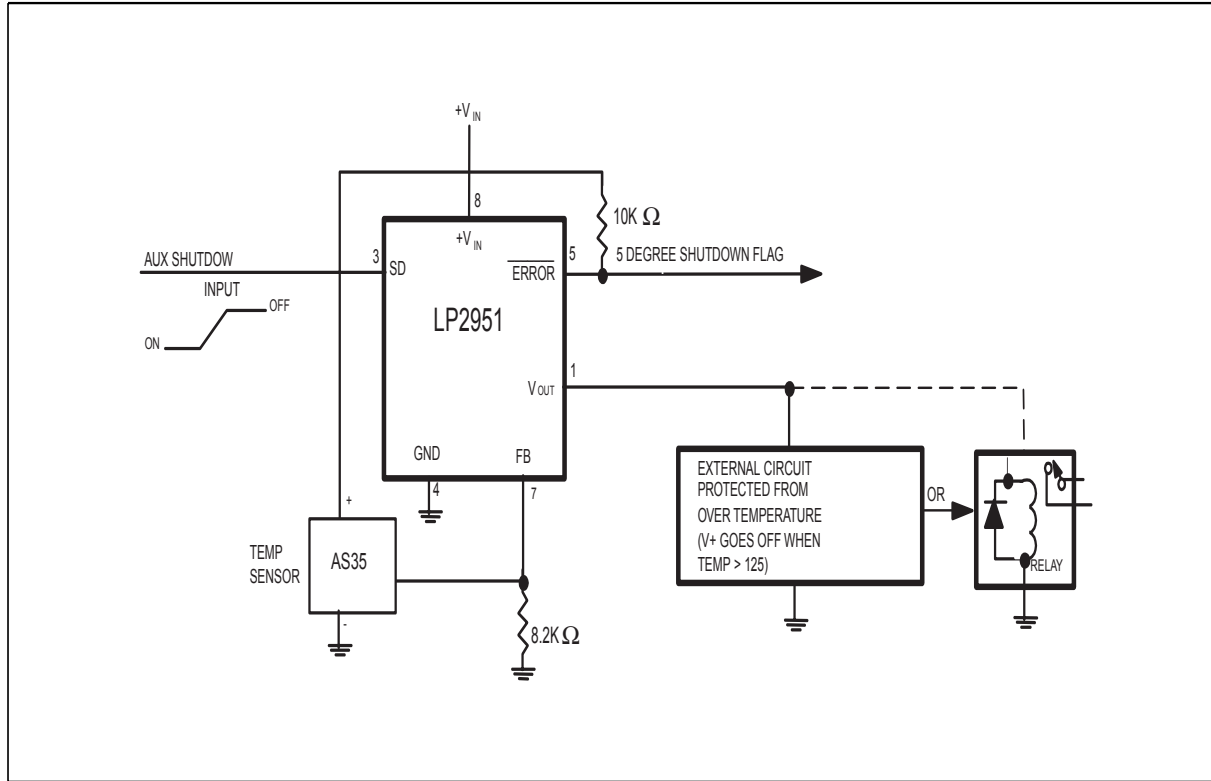 +V IN
8
+V IN
10K Ω
AUX SHUTDOW
3
SD
ERROR
5
5 DEGREE SHUTDOWN FLAG
INPUT
OFF
ON
LP2951
1
V OUT
GND
FB
4
7
EXTERNAL CIRCUIT
PROTECTED FROM
OVER TEMPERATURE
(V+ GOES OFF WHEN
TEMP > 125)
OR
RELAY
+
TEMP
SENSOR
AS35
-
8.2K Ω